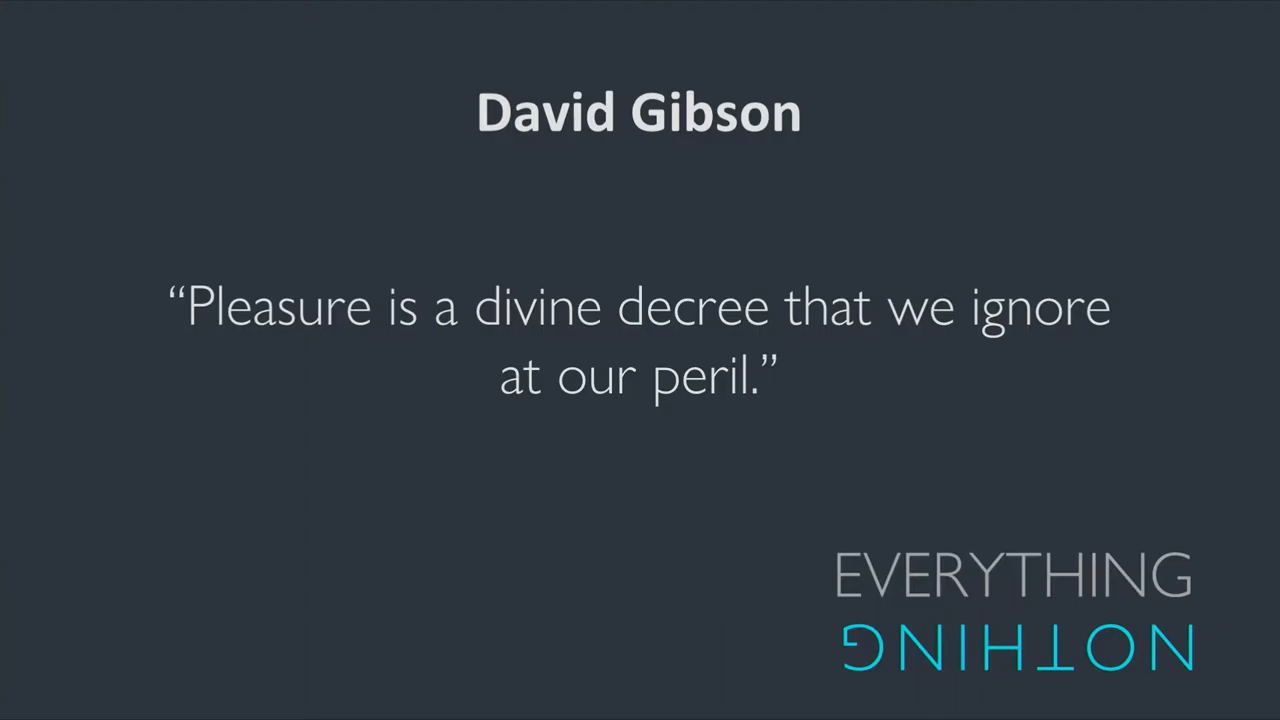 David Gibson
“Pleasure is a divine decree that we ignore
at our peril.”
EVERYTHING
NOTHING